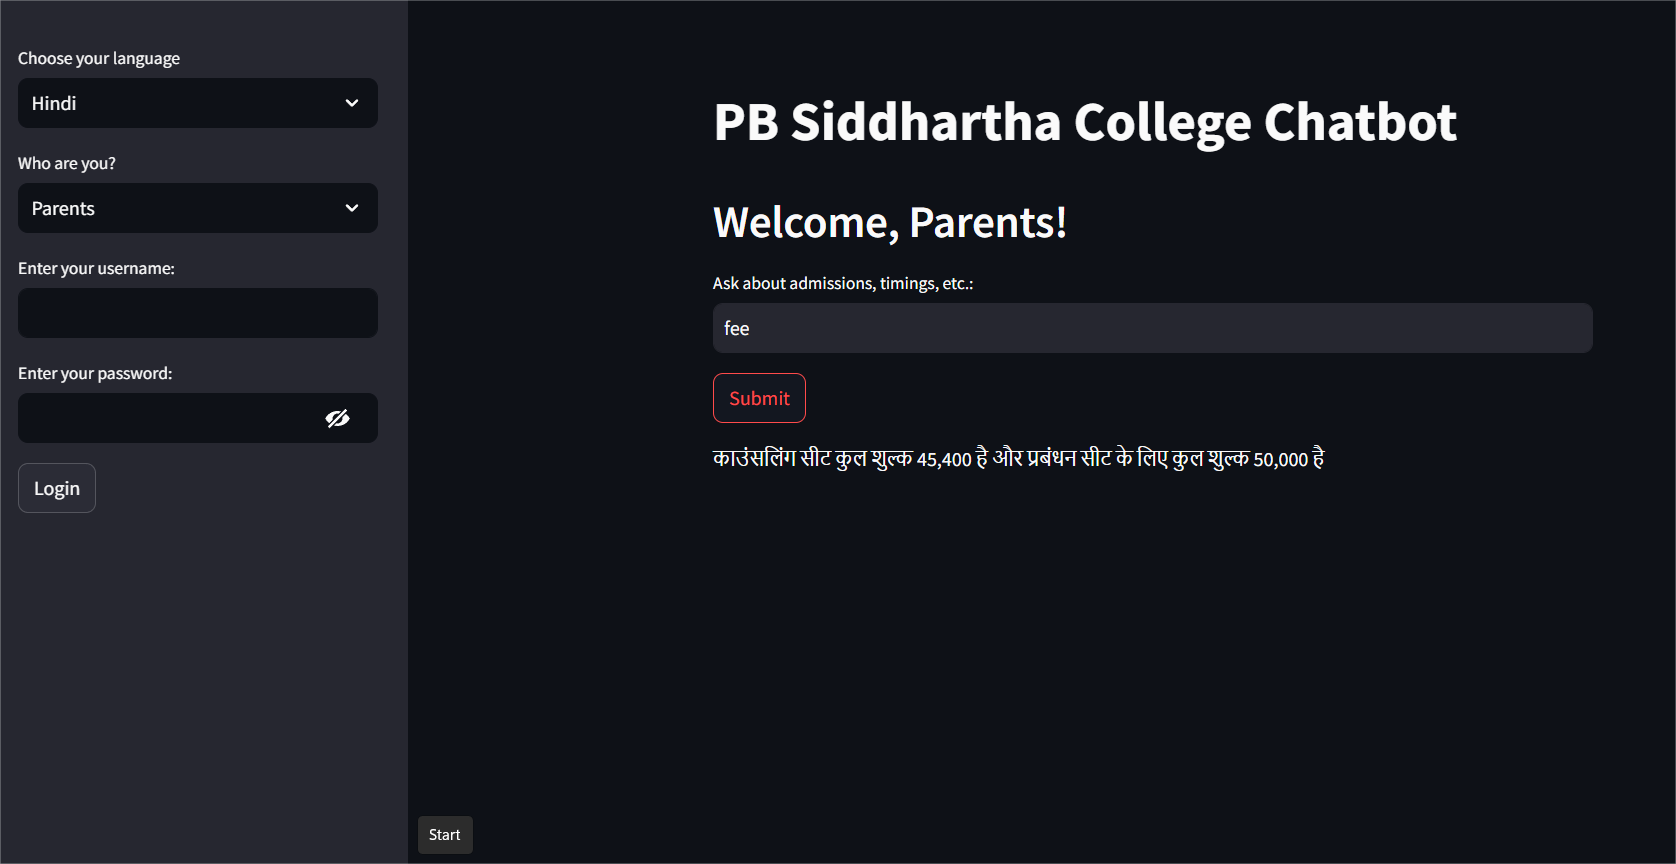 Choose your language
Hindi
Who are you?
Parents
Enter your username:
Enter your password:
Login
PB Siddhartha College Chatbot
Welcome, Parents!
Ask about admissions, timings, etc.:
fee
Submit
काउंसलिंग सीट कुल शुल्क 45,400 है और प्रबंधन सीट के लिए कुल शुल्क 50,000 है
Start